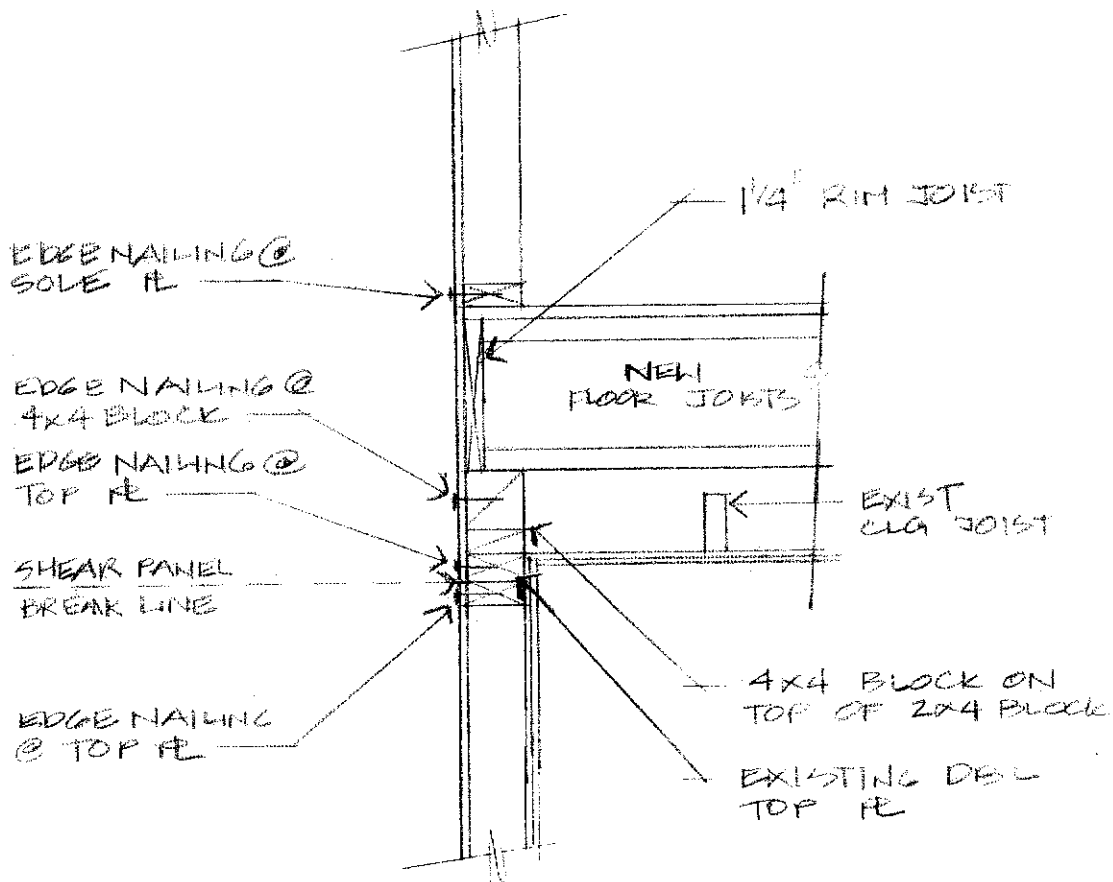 1 1/4" RIM JOIST
EDGE NAILING @
SOLE PL
NEW
FLOOR JOISTS
EDGE NAILING @
4x4 BLOCK
EDGE NAILING @
TOP PL
EXIST
CLG JOIST
SHEAR PANEL
BREAK LINE
4x4 BLOCK ON
TOP OF 2x4 BLOCK
EDGE NAILING
@ TOP PL
EXISTING DBL
TOP PL